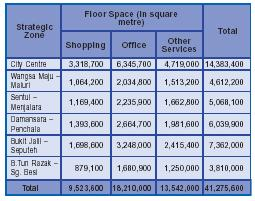 Strategic Zone
Floor Space (in square metre)
Total
Shopping Office Other Services
City Centre 3,318,700 6,345,700 4,719,000 14,383,400
Wangsa Maju – Maluri 1,064,200 2,034,800 1,513,200 4,612,200
Sentul – Menjalara 1,169,400 2,235,900 1,662,800 5,068,100
Damansara – Penchala 1,393,600 2,664,700 1,981,600 6,039,900
Bukit Jalil – Seputeh 1,698,600 3,248,000 2,415,400 7,362,000
B.Tun Razak – Sg. Besi 879,100 1,680,900 1,250,000 3,810,000
Total 9,523,600 18,210,000 13,542,000 41,275,600